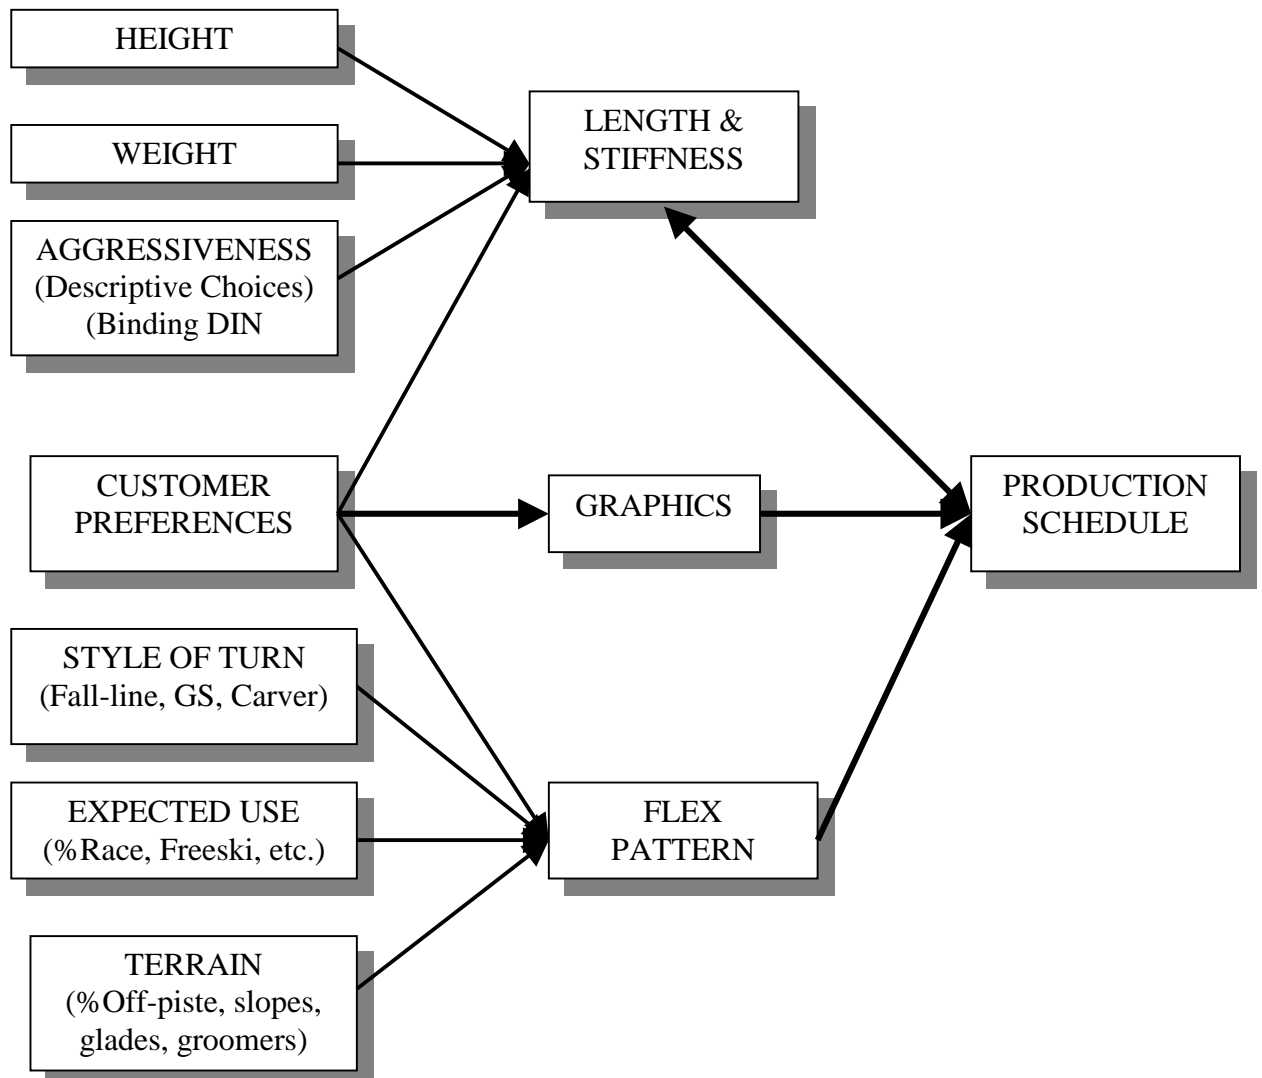 HEIGHT
WEIGHT
AGGRESSIVENESS
(Descriptive Choices)
(Binding DIN
CUSTOMER
PREFERENCES
STYLE OF TURN
(Fall-line, GS, Carver)
EXPECTED USE
(%Race, Freeski, etc.)
TERRAIN
(%Off-piste, slopes,
glades, groomers)
LENGTH &
STIFFNESS
GRAPHICS
FLEX
PATTERN
PRODUCTION
SCHEDULE